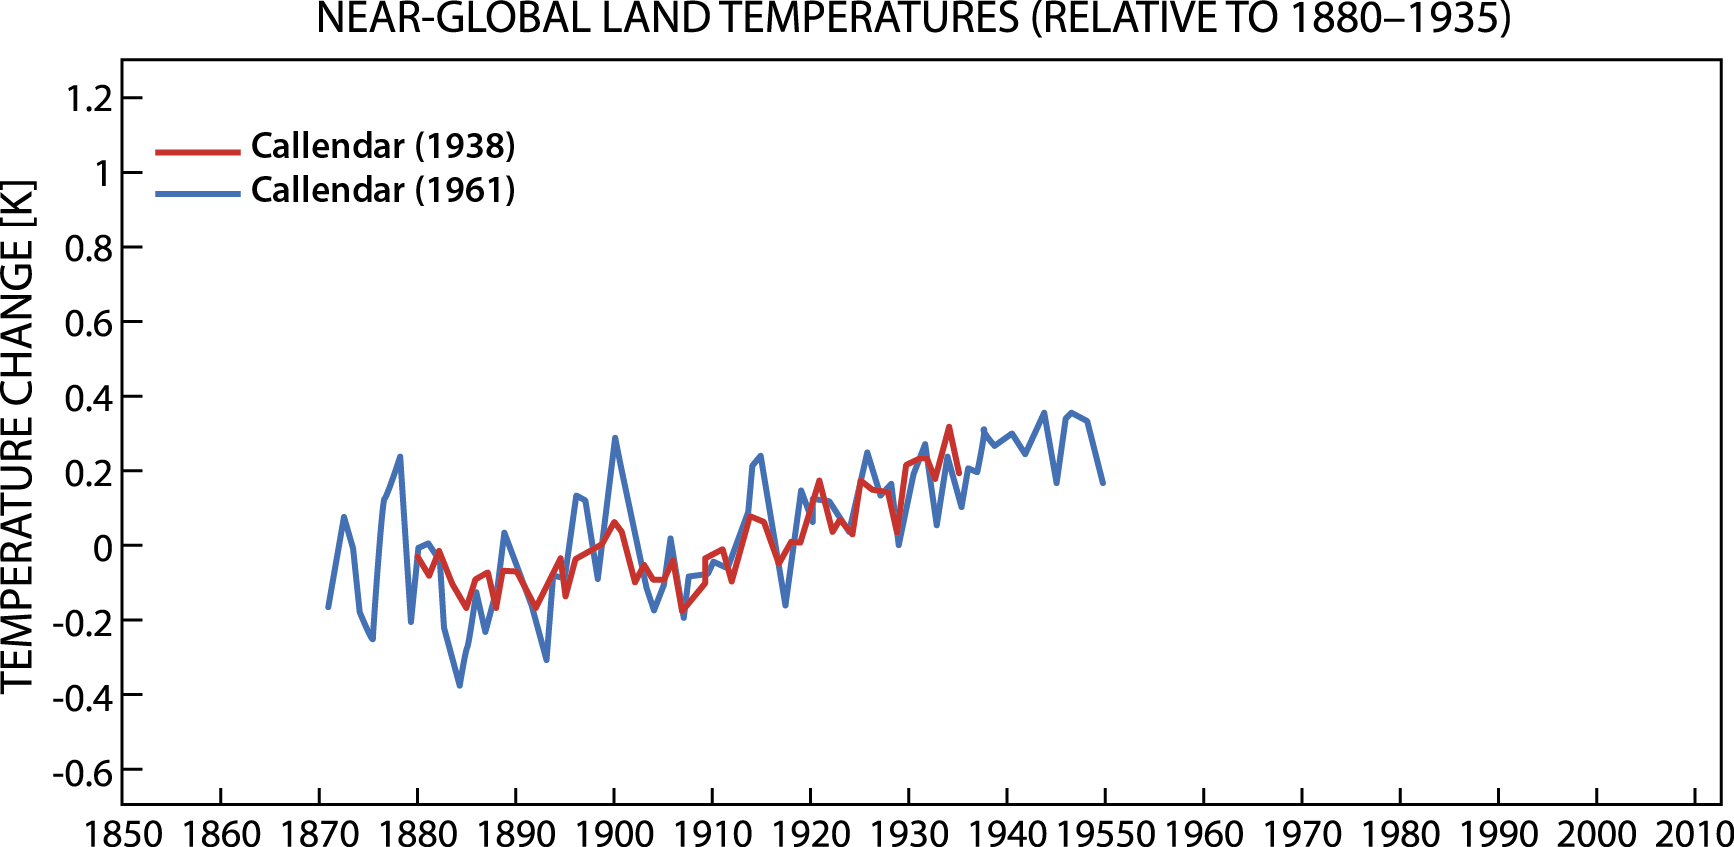 NEAR-GLOBAL LAND TEMPERATURES (RELATIVE TO 1880–1935)
TEMPERATURE CHANGE [K]
1.2
1
0.8
0.6
0.4
0.2
0
-0.2
-0.4
-0.6
Callendar (1938)
Callendar (1961)
1850 1860 1870 1880 1890 1900 1910 1920 1930 1940 19550 1960 1970 1980 1990 2000 2010